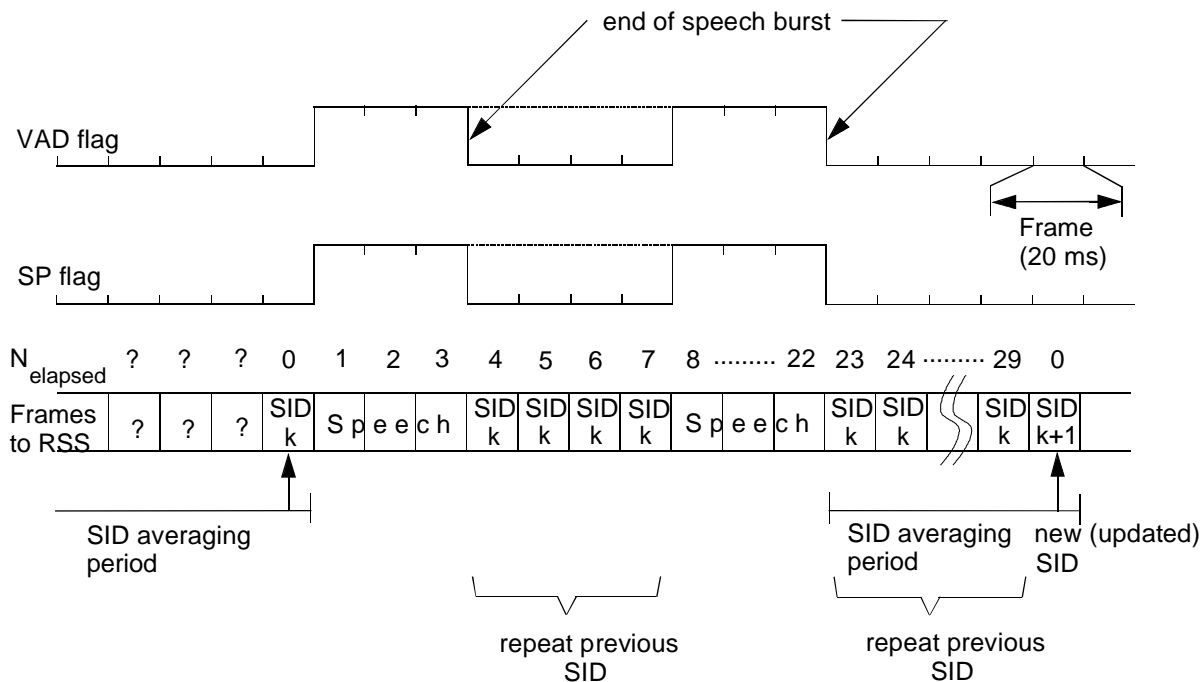 end of speech burst
VAD flag
Frame
(20 ms)
SP flag
N elapsed ? ? ? 0 1 2 3 4 5 6 7 8 ......... 22 23 24 ......... 29 0
Frames to RSS
? ? ? SID k Speech SID k SID k SID k SID k Speech SID k SID k SID k SID k+1
SID averaging period
SID averaging period
new (updated) SID
repeat previous SID
repeat previous SID